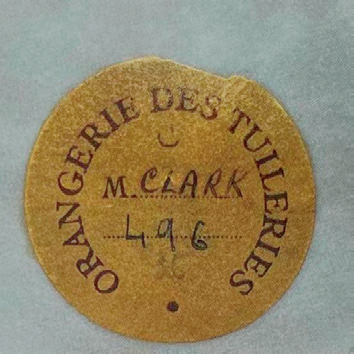 ORANGERIE DES TUILERIES
M. CLARK
496